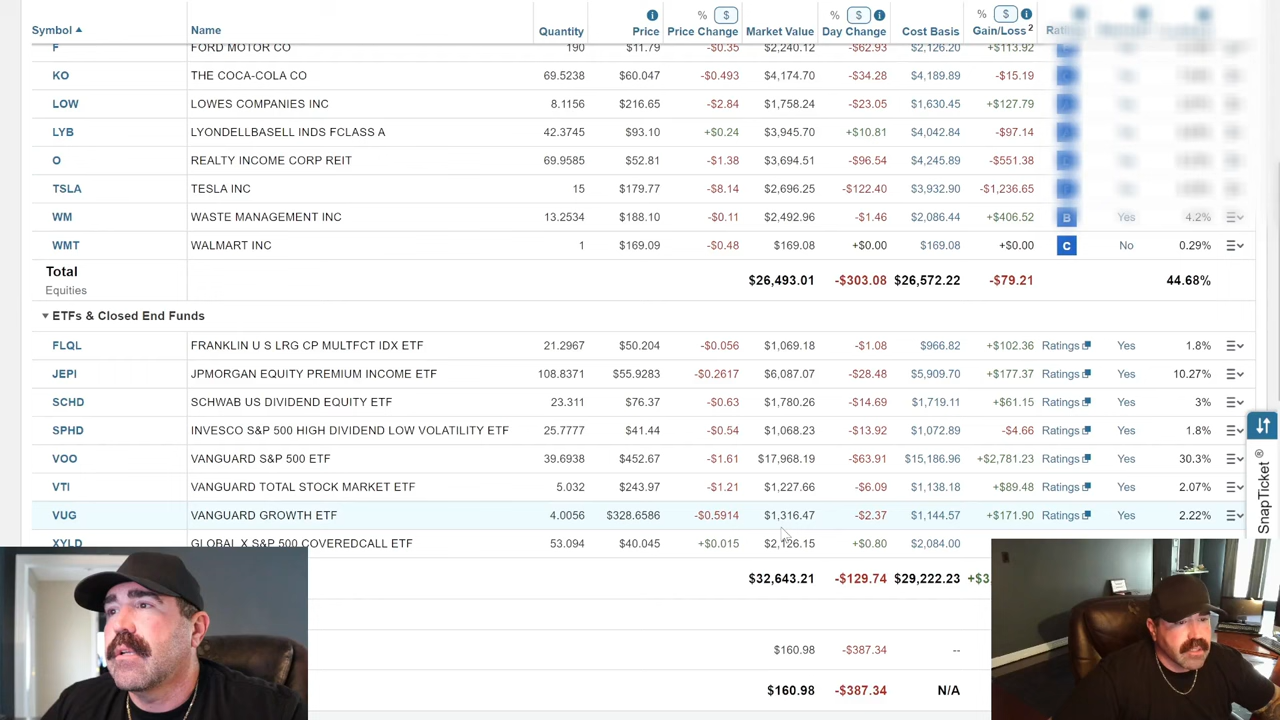 % $ % $ % $
Symbol Name Quantity Price Price Change Market Value Day Change Cost Basis Gain/Loss 2
F FORD MOTOR CO 190 $11.79 -$0.35 $2,240.12 -$62.93 $2,126.20 +$113.92
KO THE COCA-COLA CO 69.5238 $60.047 -$0.493 $4,174.70 -$34.28 $4,189.89 -$15.19
LOW LOWES COMPANIES INC 8.1156 $216.65 -$2.84 $1,758.24 -$23.05 $1,630.45 +$127.79
LYB LYONDELLBASELL INDS FCLASS A 42.3745 $93.10 +$0.24 $3,945.70 +$10.81 $4,042.84 -$97.14
O REALTY INCOME CORP REIT 69.9585 $52.81 -$1.38 $3,694.51 -$96.54 $4,245.89 -$551.38
TSLA TESLA INC 15 $179.77 -$8.14 $2,696.25 -$122.40 $3,932.90 -$1,236.65
WM WASTE MANAGEMENT INC 13.2534 $188.10 -$0.11 $2,492.96 -$1.46 $2,086.44 +$406.52 B Yes 4.2%
WMT WALMART INC 1 $169.09 -$0.48 $169.08 +$0.00 $169.08 +$0.00 C No 0.29%
Total
Equities
$26,493.01 -$303.08 $26,572.22 -$79.21 44.68%
ETFs & Closed End Funds
FLQL FRANKLIN U S LRG CP MULTFCT IDX ETF 21.2967 $50.204 -$0.056 $1,069.18 -$1.08 $966.82 +$102.36 Ratings Yes 1.8%
JEPI JPMORGAN EQUITY PREMIUM INCOME ETF 108.8371 $55.9283 -$0.2617 $6,087.07 -$28.48 $5,909.70 +$177.37 Ratings Yes 10.27%
SCHD SCHWAB US DIVIDEND EQUITY ETF 23.311 $76.37 -$0.63 $1,780.26 -$14.69 $1,719.11 +$61.15 Ratings Yes 3%
SPHD INVESCO S&P 500 HIGH DIVIDEND LOW VOLATILITY ETF 25.7777 $41.44 -$0.54 $1,068.23 -$13.92 $1,072.89 -$4.66 Ratings Yes 1.8%
VOO VANGUARD S&P 500 ETF 39.6938 $452.67 -$1.61 $17,968.19 -$63.91 $15,186.96 +$2,781.23 Ratings Yes 30.3%
VTI VANGUARD TOTAL STOCK MARKET ETF 5.032 $243.97 -$1.21 $1,227.66 -$6.09 $1,138.18 +$89.48 Ratings Yes 2.07%
VUG VANGUARD GROWTH ETF 4.0056 $328.6586 -$0.5914 $1,316.47 -$2.37 $1,144.57 +$171.90 Ratings Yes 2.22%
XYLD GLOBAL X S&P 500 COVEREDCALL ETF 53.094 $40.045 +$0.015 $2,126.15 +$0.80 $2,084.00
$32,643.21 -$129.74 $29,222.23 +$3
$160.98 -$387.34 --
$160.98 -$387.34 N/A
SnapTicket ®